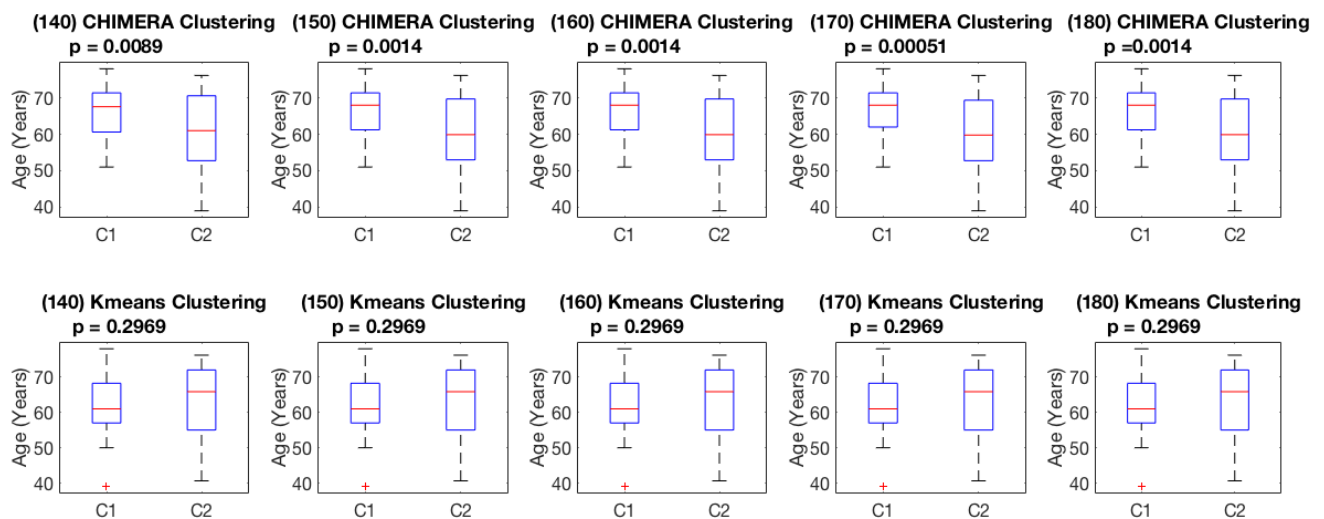 (140) CHIMERA Clustering
p = 0.0089
Age (Years)
70
60
50
40
C1 C2
(150) CHIMERA Clustering
p = 0.0014
Age (Years)
70
60
50
40
C1 C2
(160) CHIMERA Clustering
p = 0.0014
Age (Years)
70
60
50
40
C1 C2
(170) CHIMERA Clustering
p = 0.00051
Age (Years)
70
60
50
40
C1 C2
(180) CHIMERA Clustering
p =0.0014
Age (Years)
70
60
50
40
C1 C2
(140) Kmeans Clustering
p = 0.2969
Age (Years)
70
60
50
40
C1 C2
(150) Kmeans Clustering
p = 0.2969
Age (Years)
70
60
50
40
C1 C2
(160) Kmeans Clustering
p = 0.2969
Age (Years)
70
60
50
40
C1 C2
(170) Kmeans Clustering
p = 0.2969
Age (Years)
70
60
50
40
C1 C2
(180) Kmeans Clustering
p = 0.2969
Age (Years)
70
60
50
40
C1 C2